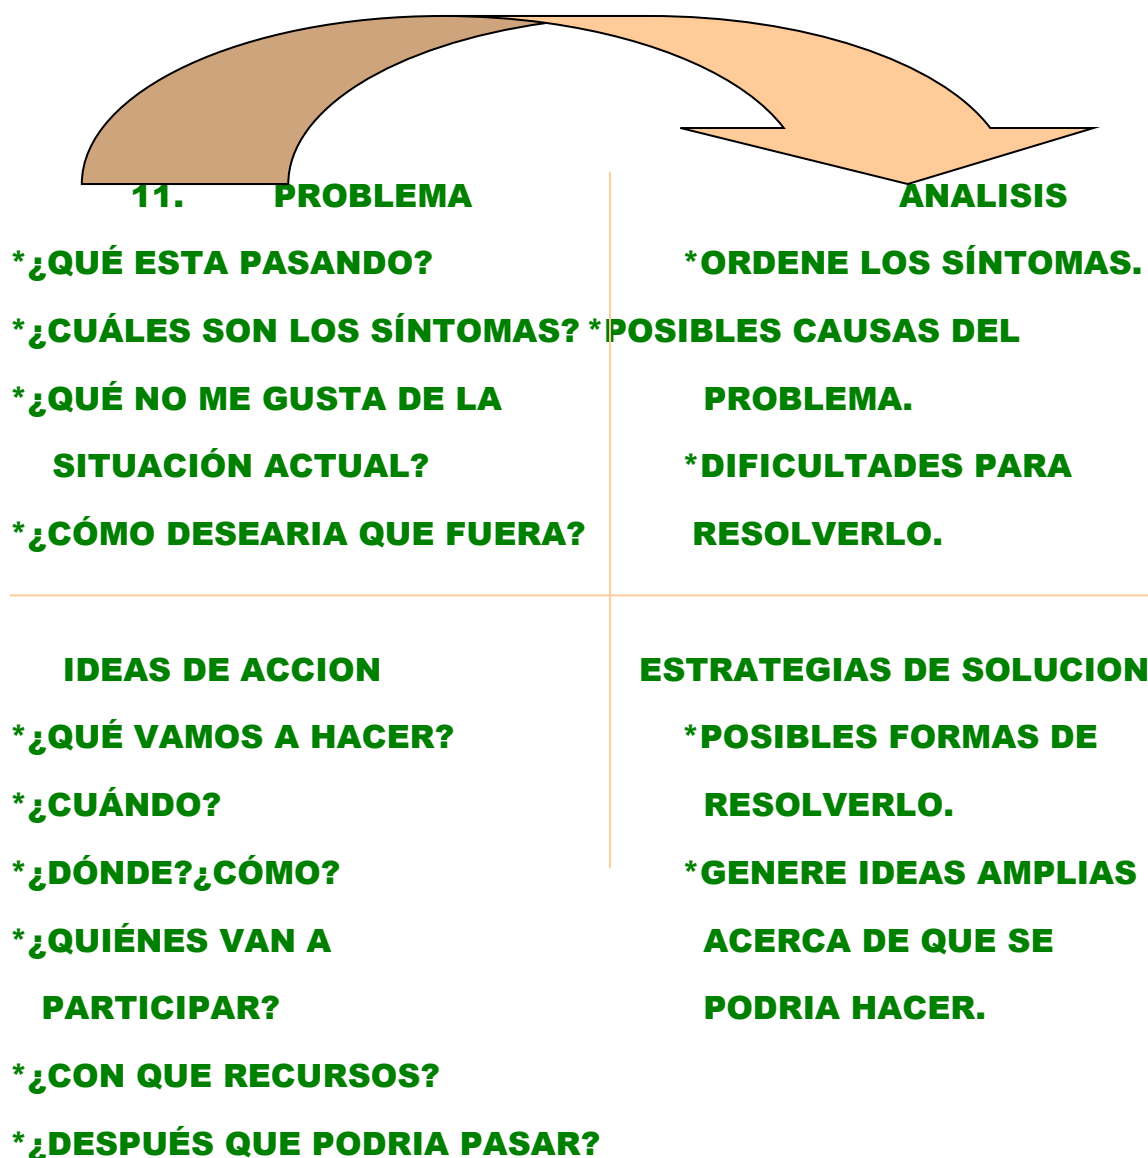 11. PROBLEMA
*¿QUÉ ESTA PASANDO?
*¿CUÁLES SON LOS SÍNTOMAS?
*¿QUÉ NO ME GUSTA DE LA
SITUACIÓN ACTUAL?
*¿CÓMO DESEARIA QUE FUERA?
ANALISIS
*ORDENE LOS SÍNTOMAS.
*POSIBLES CAUSAS DEL
PROBLEMA.
*DIFICULTADES PARA
RESOLVERLO.
IDEAS DE ACCION
*¿QUÉ VAMOS A HACER?
*¿CUÁNDO?
*¿DÓNDE?¿CÓMO?
*¿QUIÉNES VAN A
PARTICIPAR?
*¿CON QUE RECURSOS?
*¿DESPUÉS QUE PODRIA PASAR?
ESTRATEGIAS DE SOLUCION
*POSIBLES FORMAS DE
RESOLVERLO.
*GENERE IDEAS AMPLIAS
ACERCA DE QUE SE
PODRIA HACER.